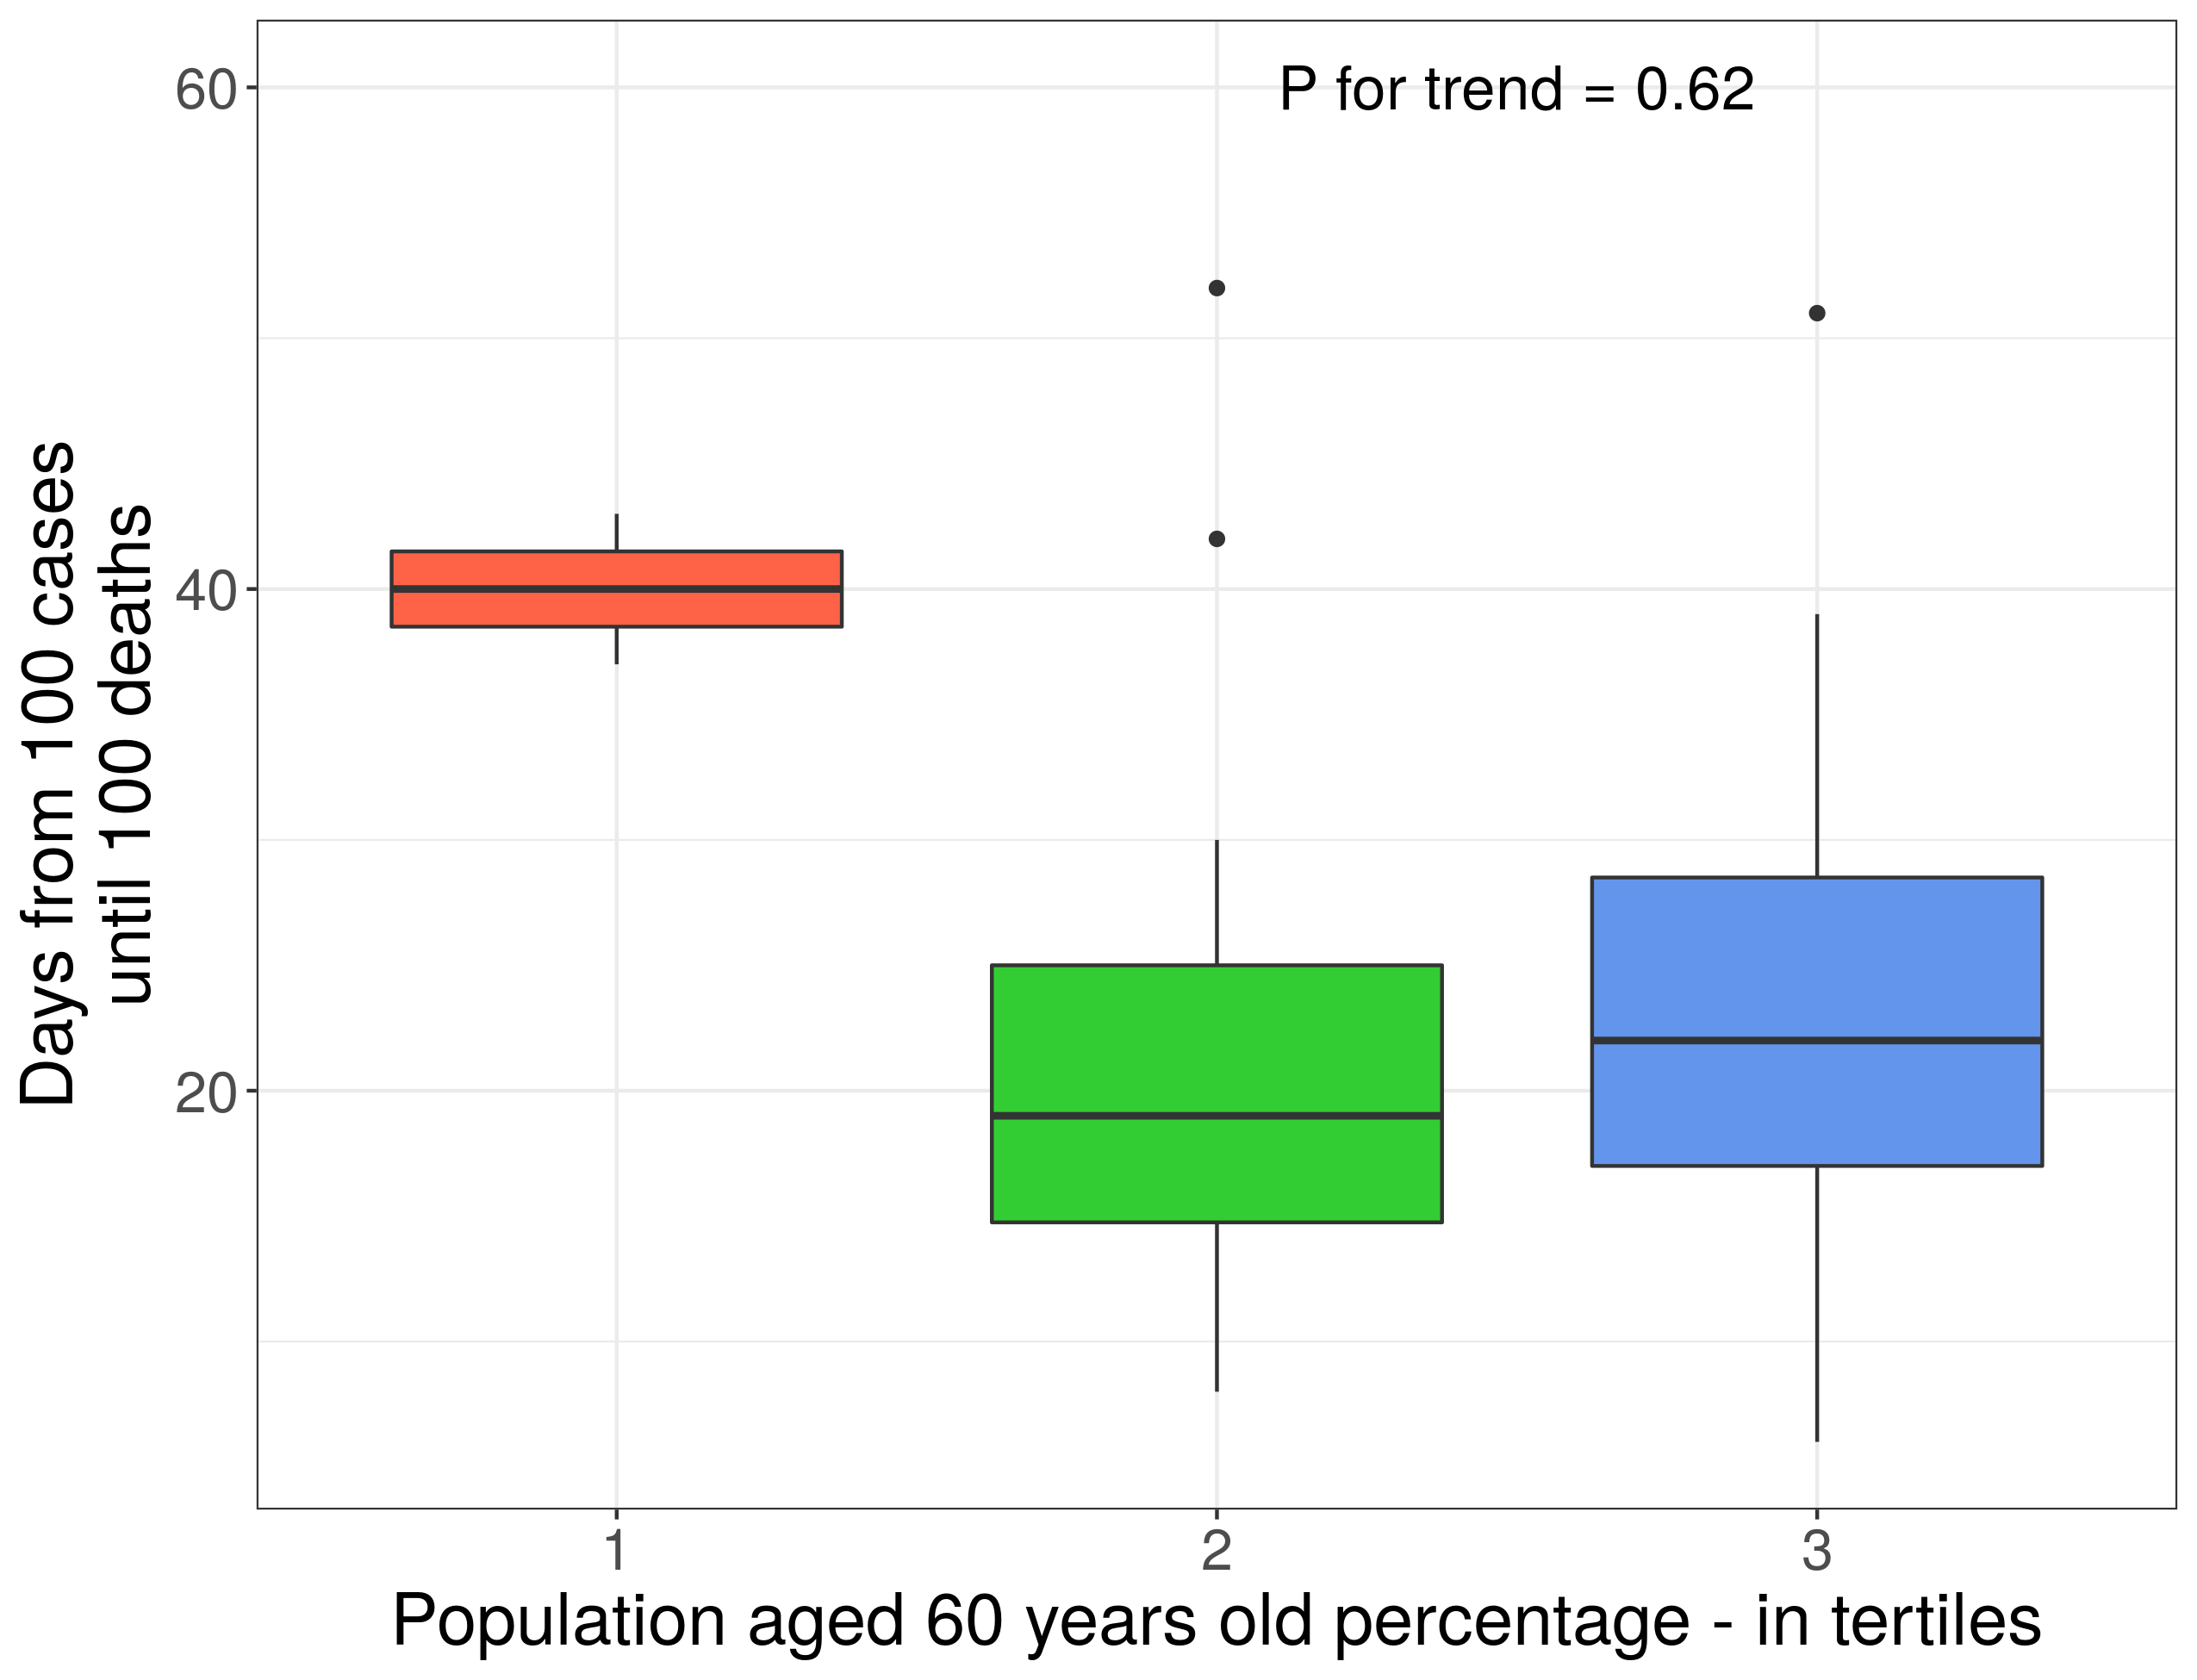 P for trend = 0.62
60
40
20
Days from 100 cases
until 100 deaths
1
2
3
Population aged 60 years old percentage - in tertiles